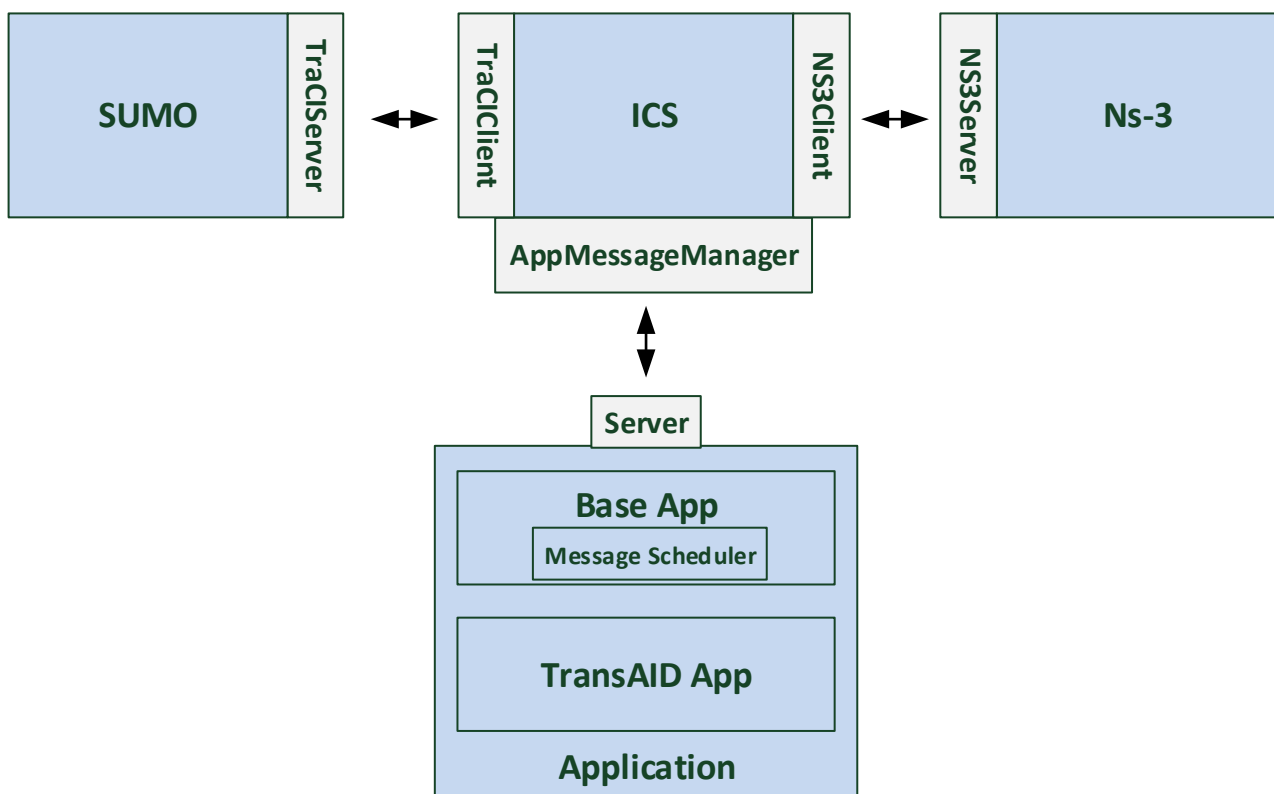 SUMO
TraCIServer
TraCIClient
ICS
NS3Client
NS3Server
Ns-3
AppMessageManager
Server
Base App
Message Scheduler
TransAID App
Application